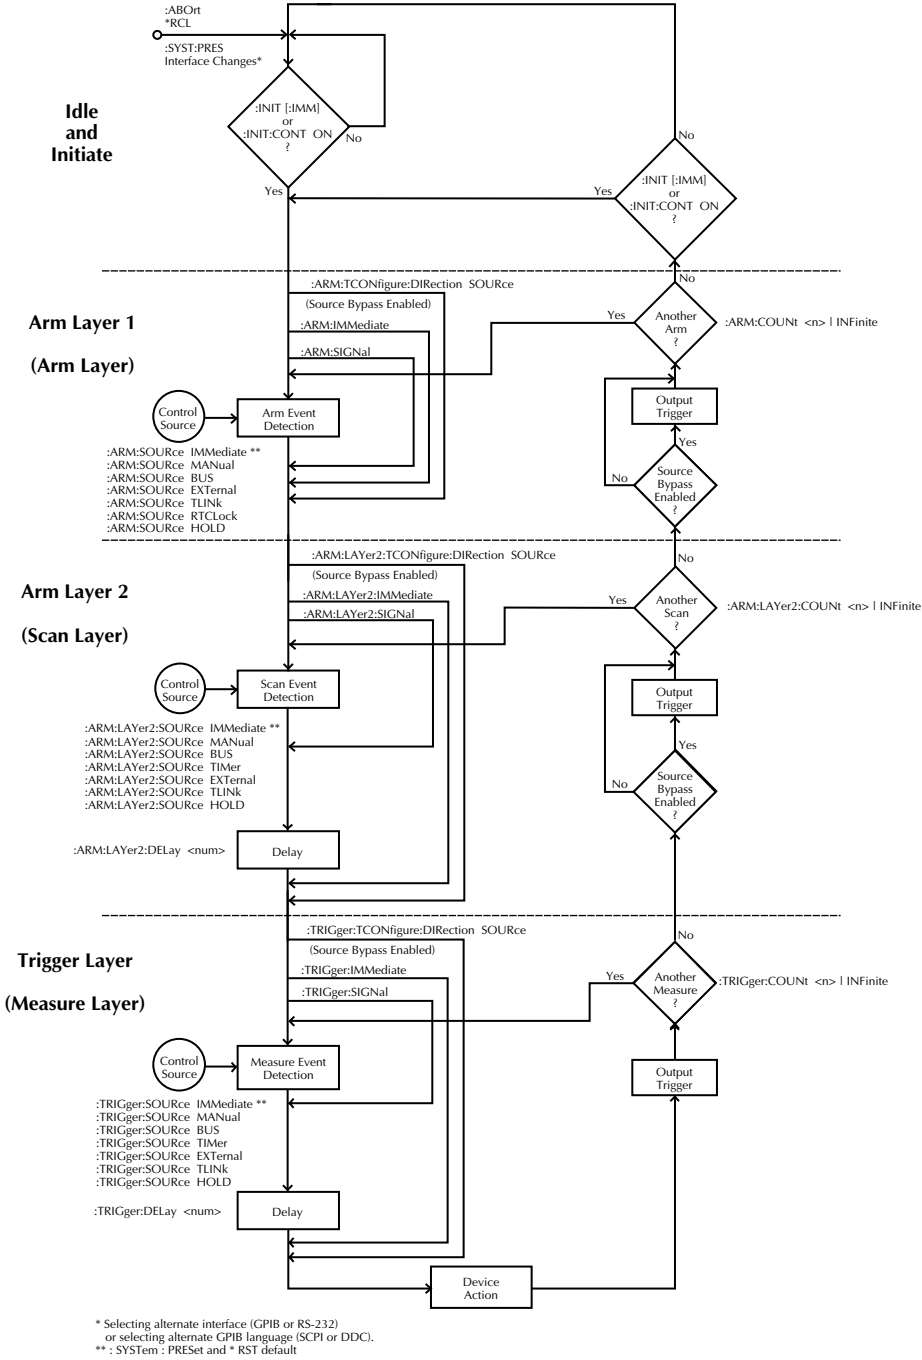 :ABOrt
*RCL
:SYST:PRES
Interface Changes*
Idle
and
Initiate
:INIT [:IMM]
or
:INIT:CONT ON
?
No
Yes
No
:INIT [:IMM]
or
:INIT:CONT ON
?
Yes
Arm Layer 1
(Arm Layer)
:ARM:TCONfigure:DIRection SOURce
(Source Bypass Enabled)
:ARM:IMMediate
:ARM:SIGNal
No
Another
Arm
?
Yes
:ARM:COUNt <n> | INFinite
Control
Source
Arm Event
Detection
Output
Trigger
Yes
Source
Bypass
Enabled
?
No
:ARM:SOURce IMMediate **
:ARM:SOURce MANual
:ARM:SOURce BUS
:ARM:SOURce EXTernal
:ARM:SOURce TLINk
:ARM:SOURce RTCLock
:ARM:SOURce HOLD
Arm Layer 2
(Scan Layer)
:ARM:LAYer2:TCONfigure:DIRection SOURce
(Source Bypass Enabled)
:ARM:LAYer2:IMMediate
:ARM:LAYer2:SIGNal
No
Another
Scan
?
Yes
:ARM:LAYer2:COUNt <n> | INFinite
Control
Source
Scan Event
Detection
Output
Trigger
Yes
Source
Bypass
Enabled
?
No
:ARM:LAYer2:SOURce IMMediate **
:ARM:LAYer2:SOURce MANual
:ARM:LAYer2:SOURce BUS
:ARM:LAYer2:SOURce TIMer
:ARM:LAYer2:SOURce EXTernal
:ARM:LAYer2:SOURce TLINk
:ARM:LAYer2:SOURce HOLD
:ARM:LAYer2:DELay <num>
Delay
Trigger Layer
(Measure Layer)
:TRIGger:TCONfigure:DIRection SOURce
(Source Bypass Enabled)
:TRIGger:IMMediate
:TRIGger:SIGNal
No
Another
Measure
?
Yes
:TRIGger:COUNt <n> | INFinite
Control
Source
Measure Event
Detection
Output
Trigger
:TRIGger:SOURce IMMediate **
:TRIGger:SOURce MANual
:TRIGger:SOURce BUS
:TRIGger:SOURce TIMer
:TRIGger:SOURce EXTernal
:TRIGger:SOURce TLINk
:TRIGger:SOURce HOLD
:TRIGger:DELay <num>
Delay
Device
Action
* Selecting alternate interface (GPIB or RS-232)
or selecting alternate GPIB language (SCPI or DDC).
** : SYSTem : PRESet and * RST default